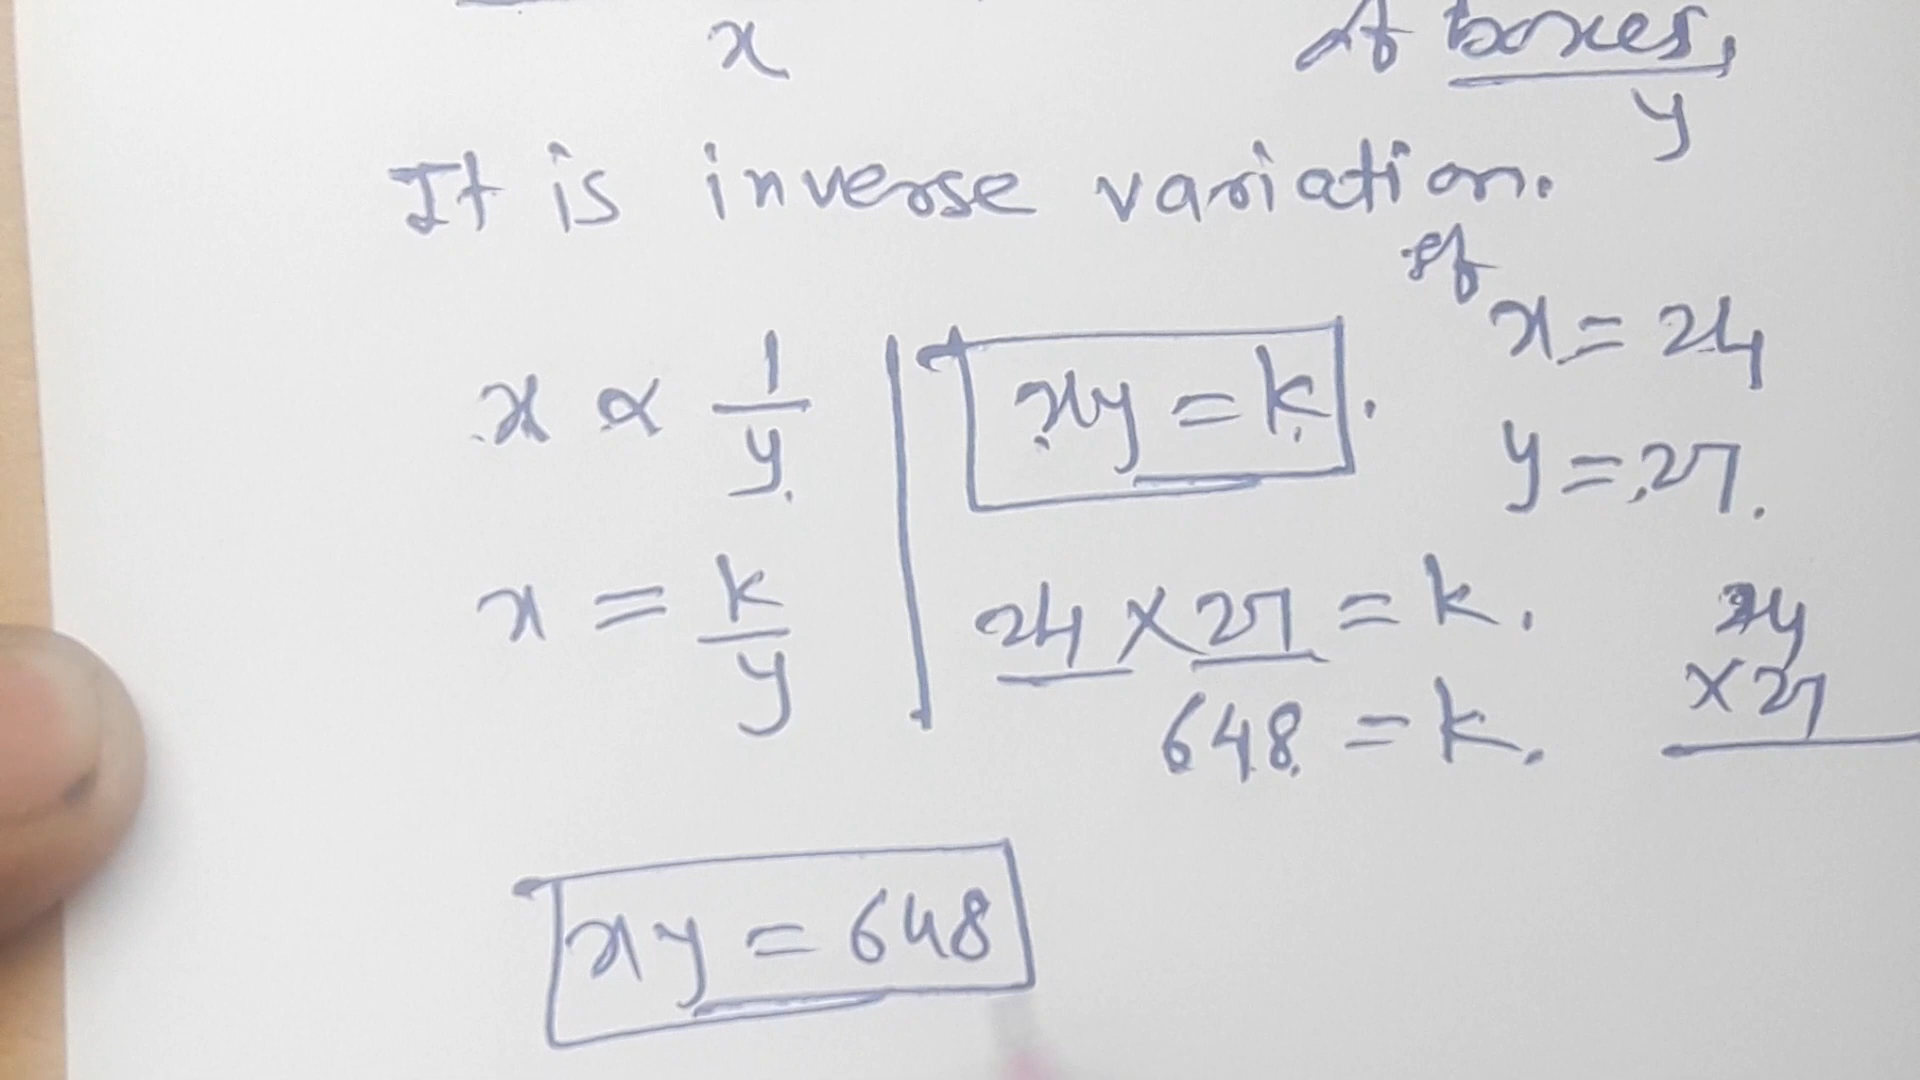 x
of boxes,
y
It is inverse variation.
If
x = 24
y = 27.
x ∝ 1/y.
x = k/y
xy = k.
24 × 27 = k.
648 = k.
24
× 27
xy = 648